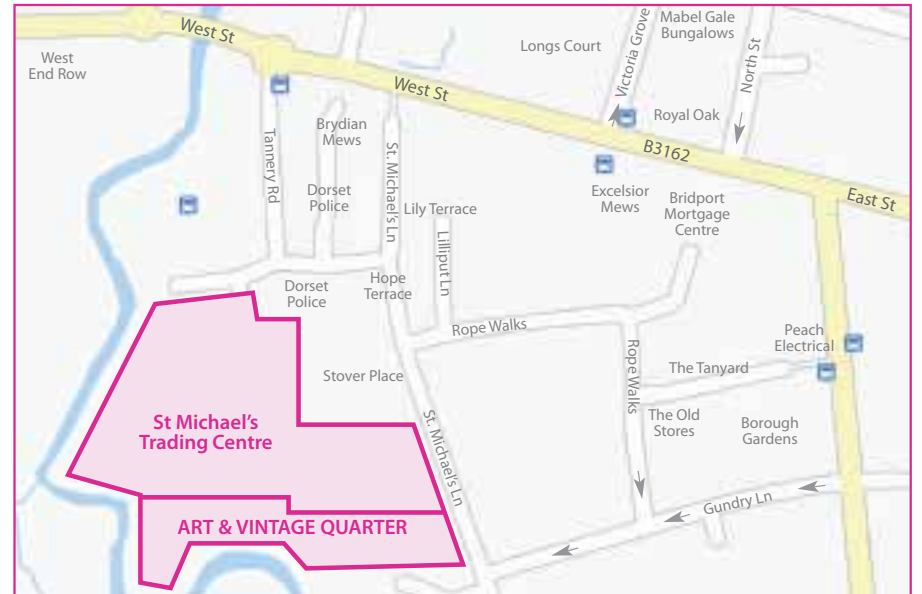 West St
Mabel Gale
Bungalows
Longs Court
Victoria Grove
North St
West
End Row
West St
Royal Oak
Brydian
Mews
B3162
Tannery Rd
St. Michael's Ln
Dorset
Police
Lily Terrace
Excelsior
Mews
Bridport
Mortgage
Centre
East St
Lilliput Ln
Dorset
Police
Hope
Terrace
Rope Walks
Peach
Electrical
Rope Walks
The Tanyard
Stover Place
St Michael's
Trading Centre
St. Michael's Ln
The Old
Stores
Borough
Gardens
Gundry Ln
ART & VINTAGE QUARTER